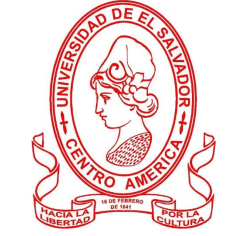 UNIVERSIDAD DE EL SALVADOR
CENTRO AMERICA
16 DE FEBRERO
DE 1841
HACIA LA
LIBERTAD
POR LA
CULTURA